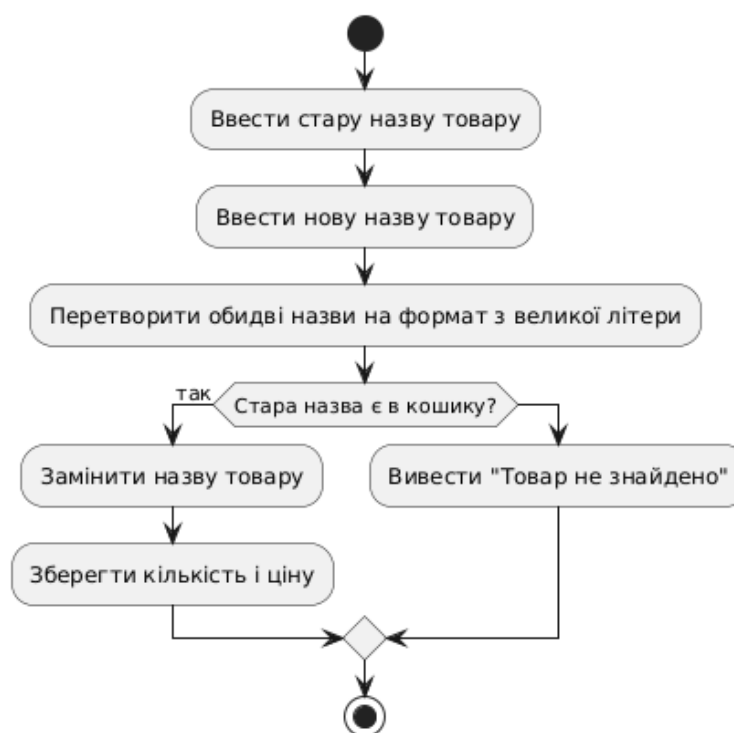 Ввести стару назву товару
Ввести нову назву товару
Перетворити обидві назви на формат з великої літери
так
Стара назва є в кошику?
Замінити назву товару
Вивести "Товар не знайдено"
Зберегти кількість і ціну